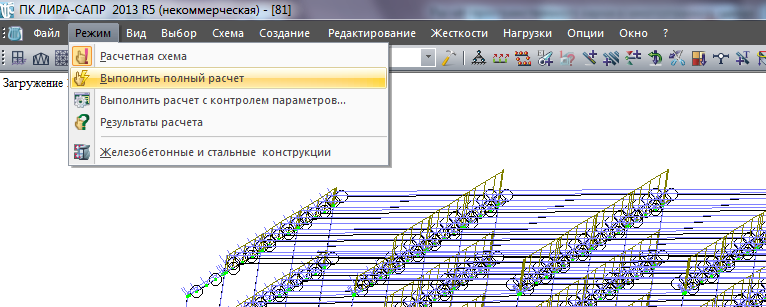 ПК ЛИРА-САПР 2013 R5 (некоммерческая) - [81]
Файл Режим Вид Выбор Схема Создание Редактирование Жесткости Нагрузки Опции Окно ?
Расчетная схема
Загружение
Выполнить полный расчет
Выполнить расчет с контролем параметров...
Результаты расчета
Железобетонные и стальные конструкции